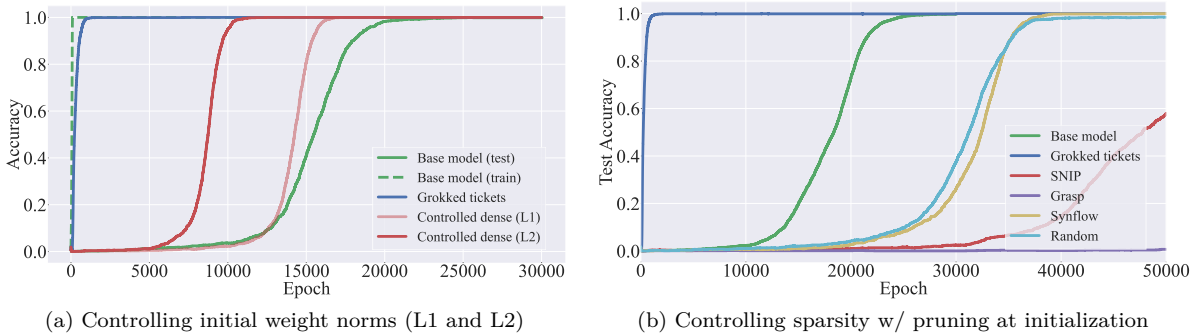 1.0
0.8
0.6
0.4
0.2
0.0
Accuracy
Base model (test)
Base model (train)
Grokked tickets
Controlled dense (L1)
Controlled dense (L2)
0 5000 10000 15000 20000 25000 30000
Epoch
(a) Controlling initial weight norms (L1 and L2)
1.0
0.8
0.6
0.4
0.2
0.0
Test Accuracy
Base model
Grokked tickets
SNIP
Grasp
Synflow
Random
0 10000 20000 30000 40000 50000
Epoch
(b) Controlling sparsity w/ pruning at initialization